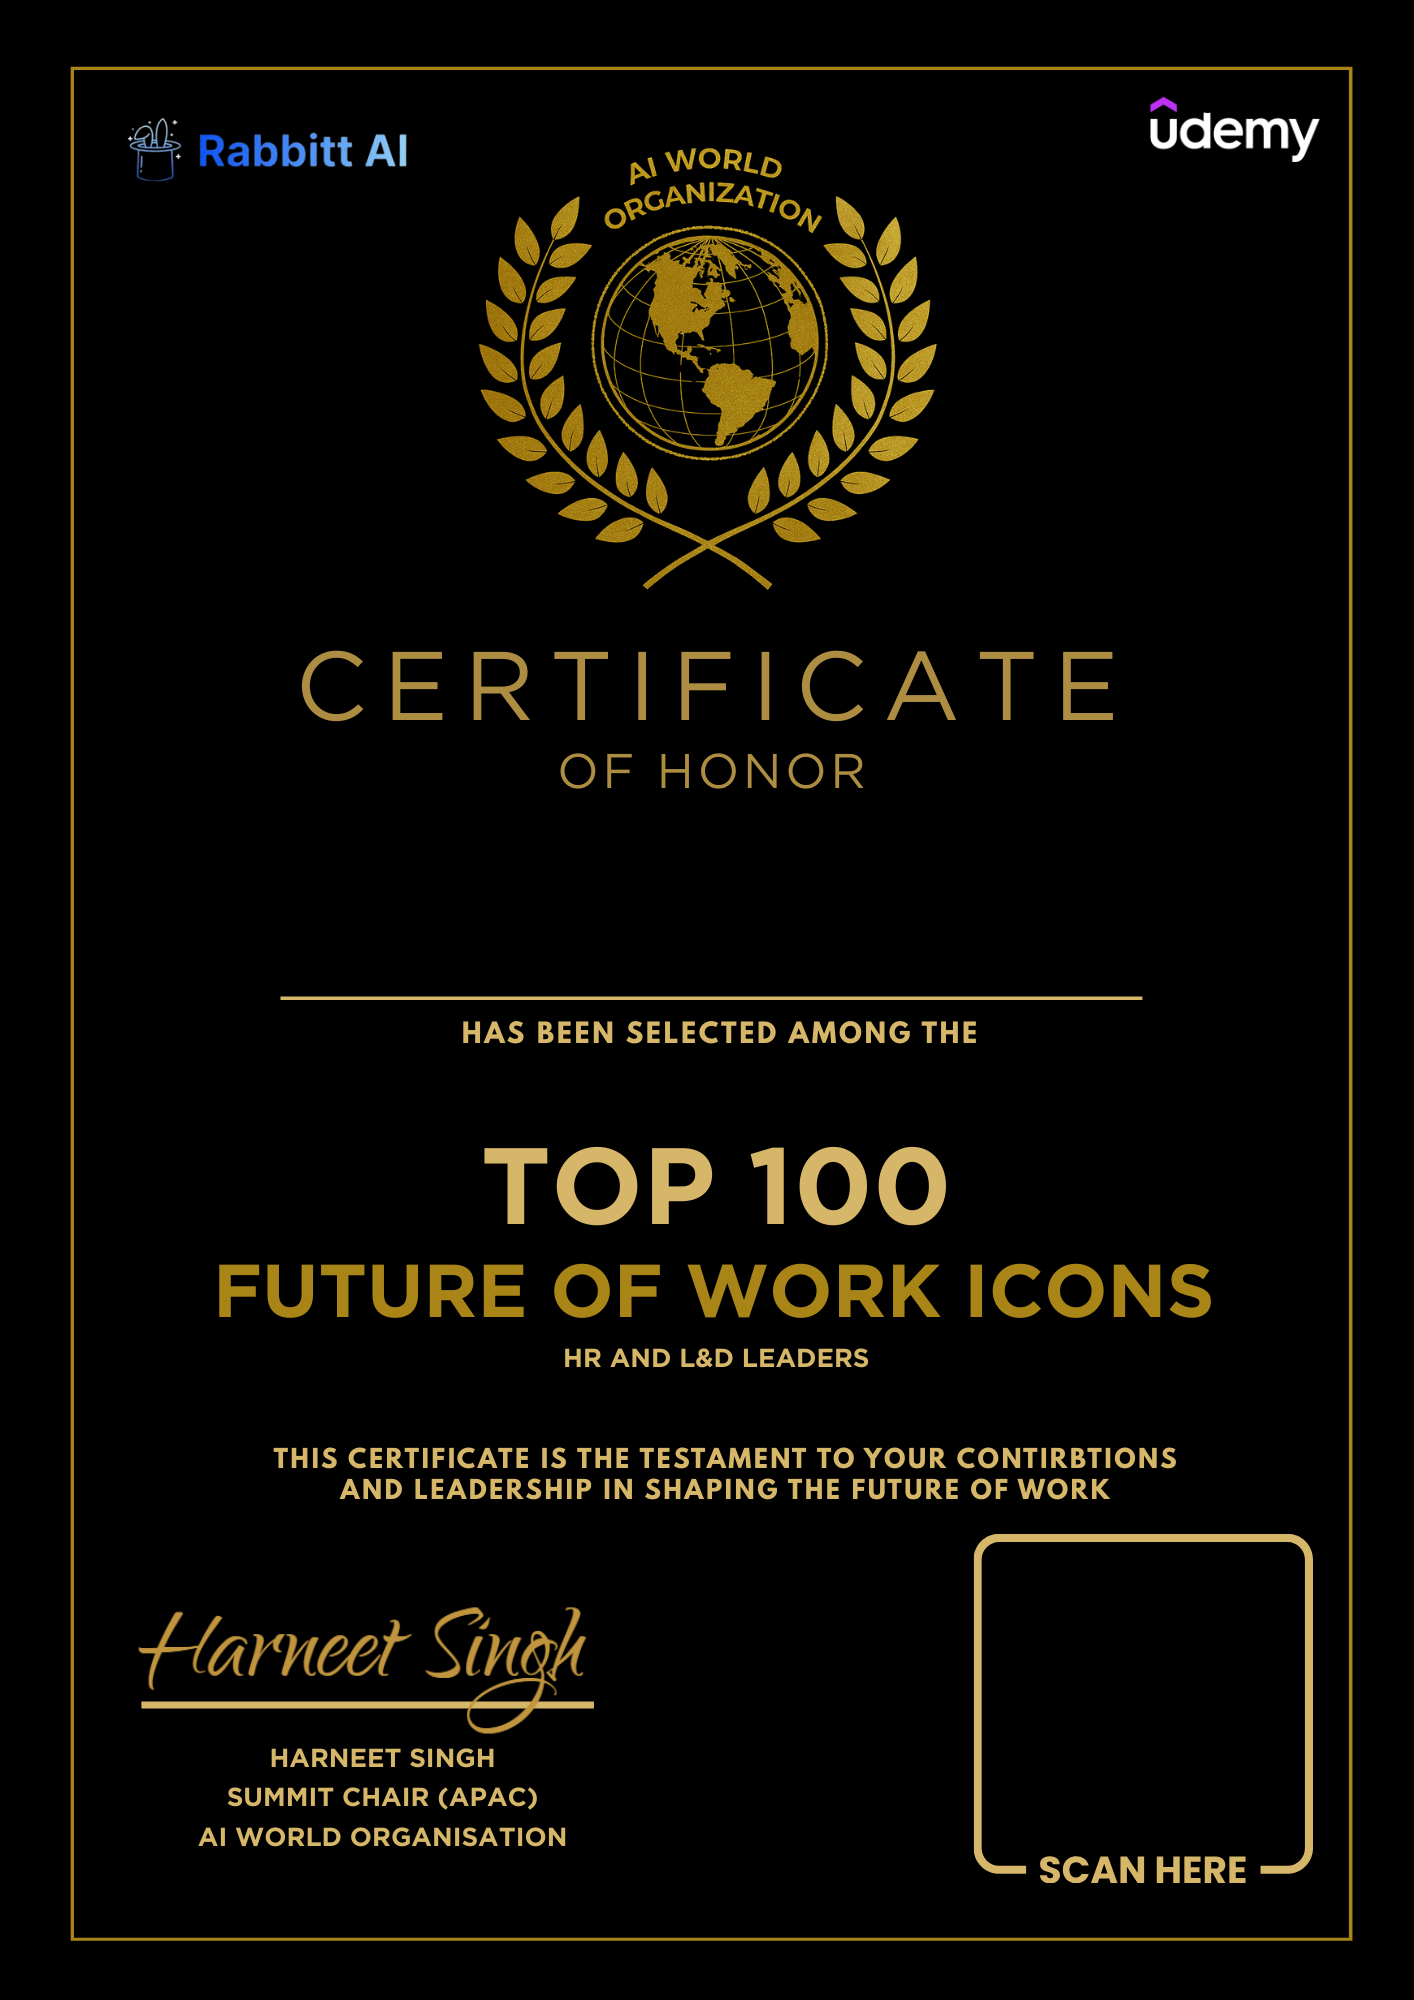 Rabbitt AI
udemy
AI WORLD
ORGANIZATION
CERTIFICATE
OF HONOR
HAS BEEN SELECTED AMONG THE
TOP 100
FUTURE OF WORK ICONS
HR AND L&D LEADERS
THIS CERTIFICATE IS THE TESTAMENT TO YOUR CONTIRBTIONS
AND LEADERSHIP IN SHAPING THE FUTURE OF WORK
Harneet Singh
HARNEET SINGH
SUMMIT CHAIR (APAC)
AI WORLD ORGANISATION
SCAN HERE